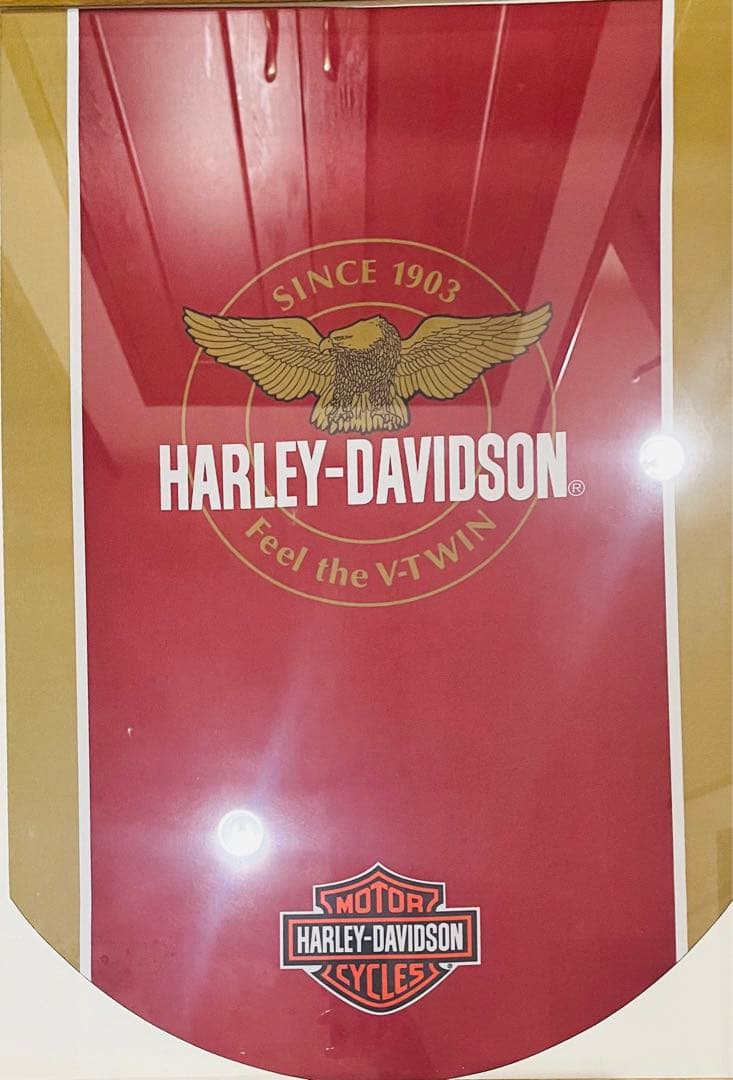 SINCE 1903
HARLEY-DAVIDSON®
Feel the V-TWIN
MOTOR
HARLEY-DAVIDSON
CYCLES®